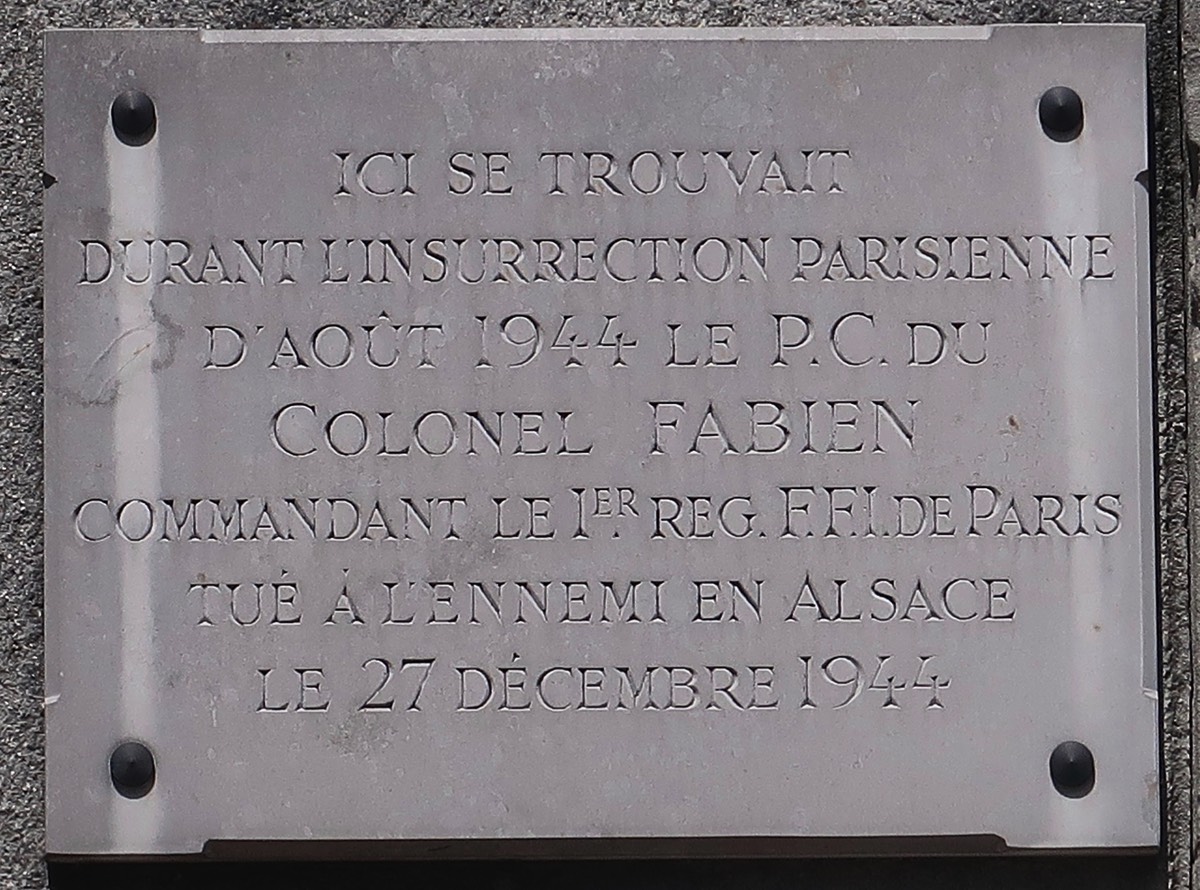 ICI SE TROUVAIT
DURANT L'INSURRECTION PARISIENNE
D'AOÛT 1944 LE P.C. DU
COLONEL FABIEN
COMMANDANT LE 1ER REG. F.F.I. DE PARIS
TUÉ À L'ENNEMI EN ALSACE
LE 27 DÉCEMBRE 1944